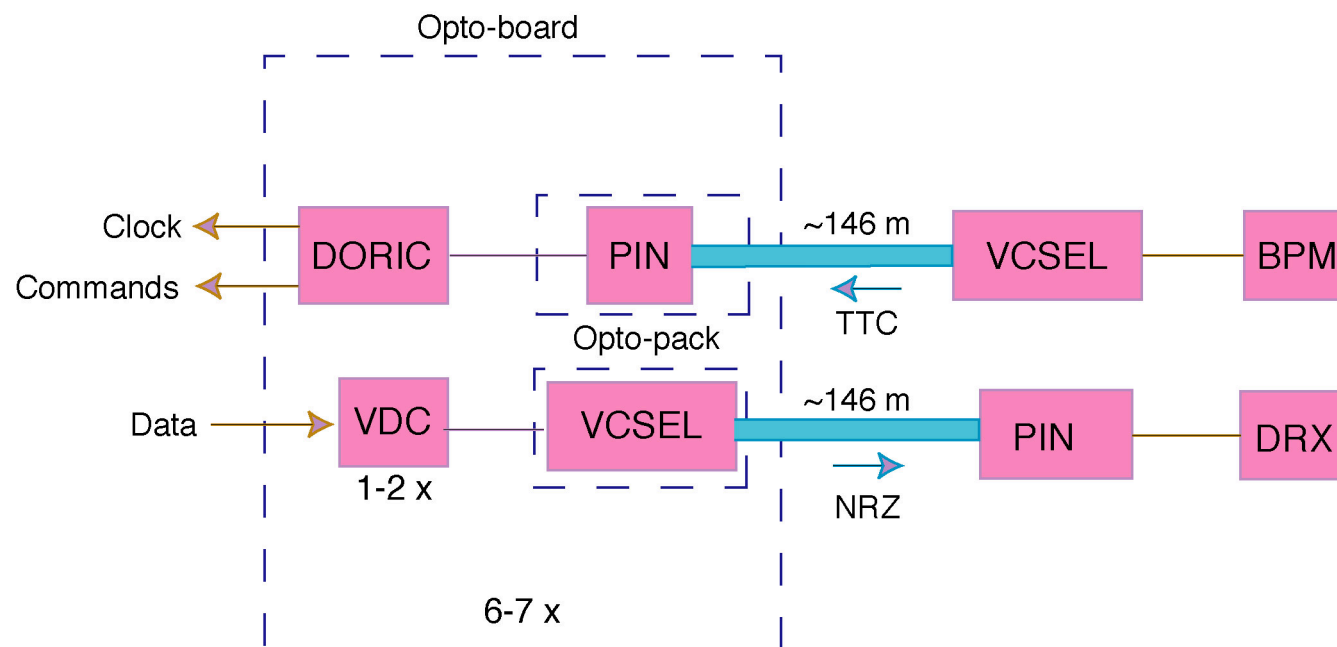 Opto-board
Clock
Commands
DORIC
PIN
~146 m
TTC
VCSEL
BPM
Opto-pack
Data
VDC
1-2 x
VCSEL
~146 m
NRZ
PIN
DRX
6-7 x